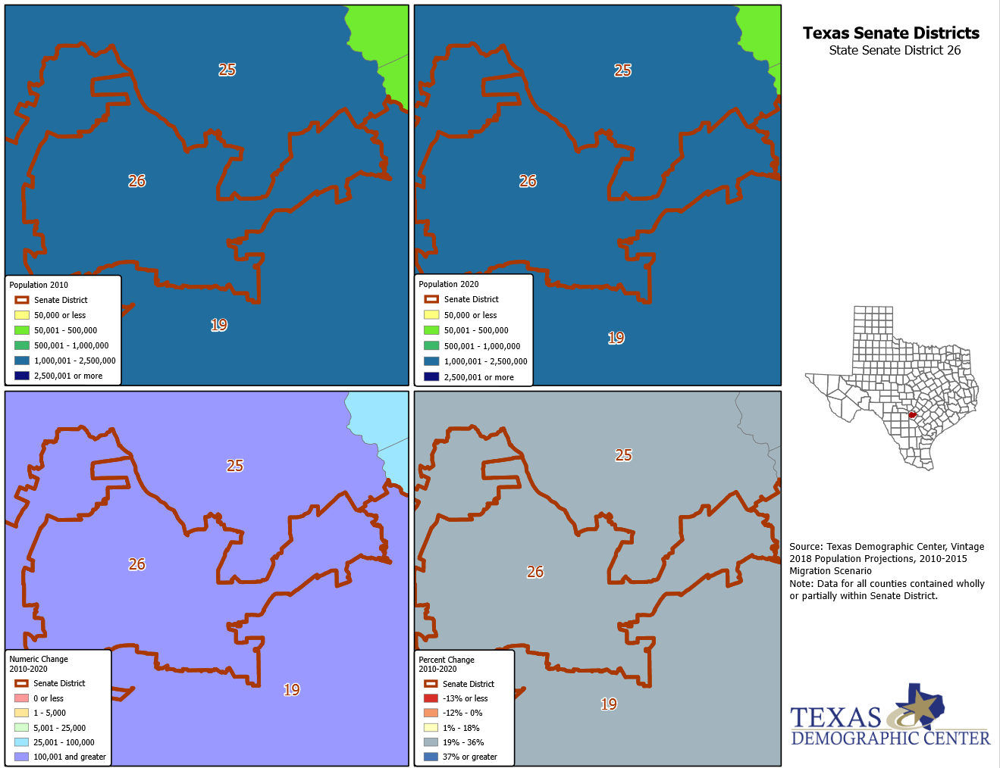 Texas Senate Districts
State Senate District 26
25
26
19
Population 2010
Senate District
50,000 or less
50,001 - 500,000
500,001 - 1,000,000
1,000,001 - 2,500,000
2,500,001 or more
25
26
19
Population 2020
Senate District
50,000 or less
50,001 - 500,000
500,001 - 1,000,000
1,000,001 - 2,500,000
2,500,001 or more
25
26
19
Numeric Change
2010-2020
Senate District
0 or less
1 - 5,000
5,001 - 25,000
25,001 - 100,000
100,001 and greater
25
26
19
Percent Change
2010-2020
Senate District
-13% or less
-12% - 0%
1% - 18%
19% - 36%
37% or greater
Source: Texas Demographic Center, Vintage
2018 Population Projections, 2010-2015
Migration Scenario
Note: Data for all counties contained wholly
or partially within Senate District.
TEXAS
DEMOGRAPHIC CENTER